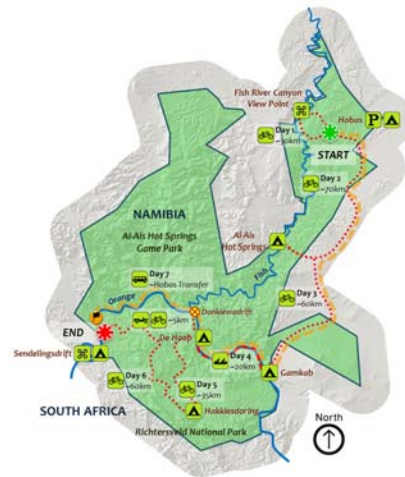 Fish River Canyon
View Point
Hobas
P
Day 1
~30km
START
Day 2
~70km
NAMIBIA
Ai-Ais Hot Springs
Game Park
Ai-Ais
Hot Springs
Fish
Day 7
~Hobas Transfer
Orange
Day 3
~60km
END
~5km
Donkiewadrift
De Hoop
Day 4
~20km
Sendelingsdrift
Gamkab
Day 6
~60km
Day 5
~35km
SOUTH AFRICA
Hakkiesdoring
Richtersveld National Park
North